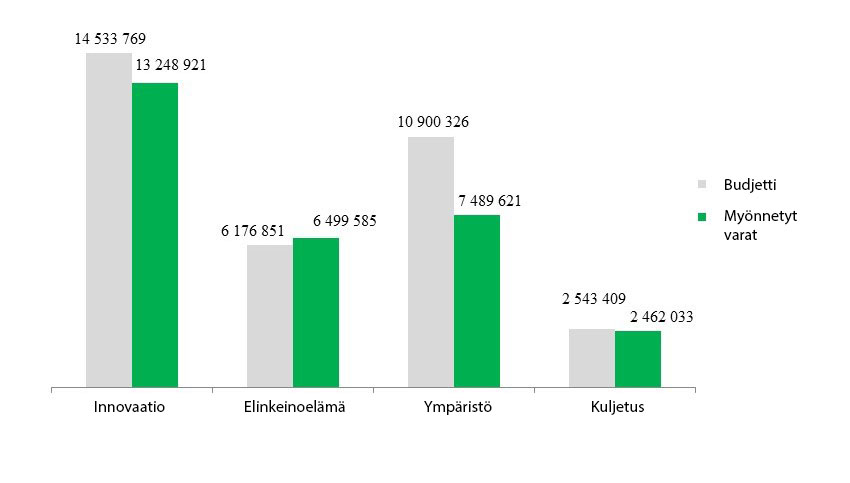 14 533 769
13 248 921
10 900 326
7 489 621
6 499 585
6 176 851
2 543 409
2 462 033
Budjetti
Myönnetyt
varat
Innovaatio
Elinkeinoelämä
Ympäristö
Kuljetus